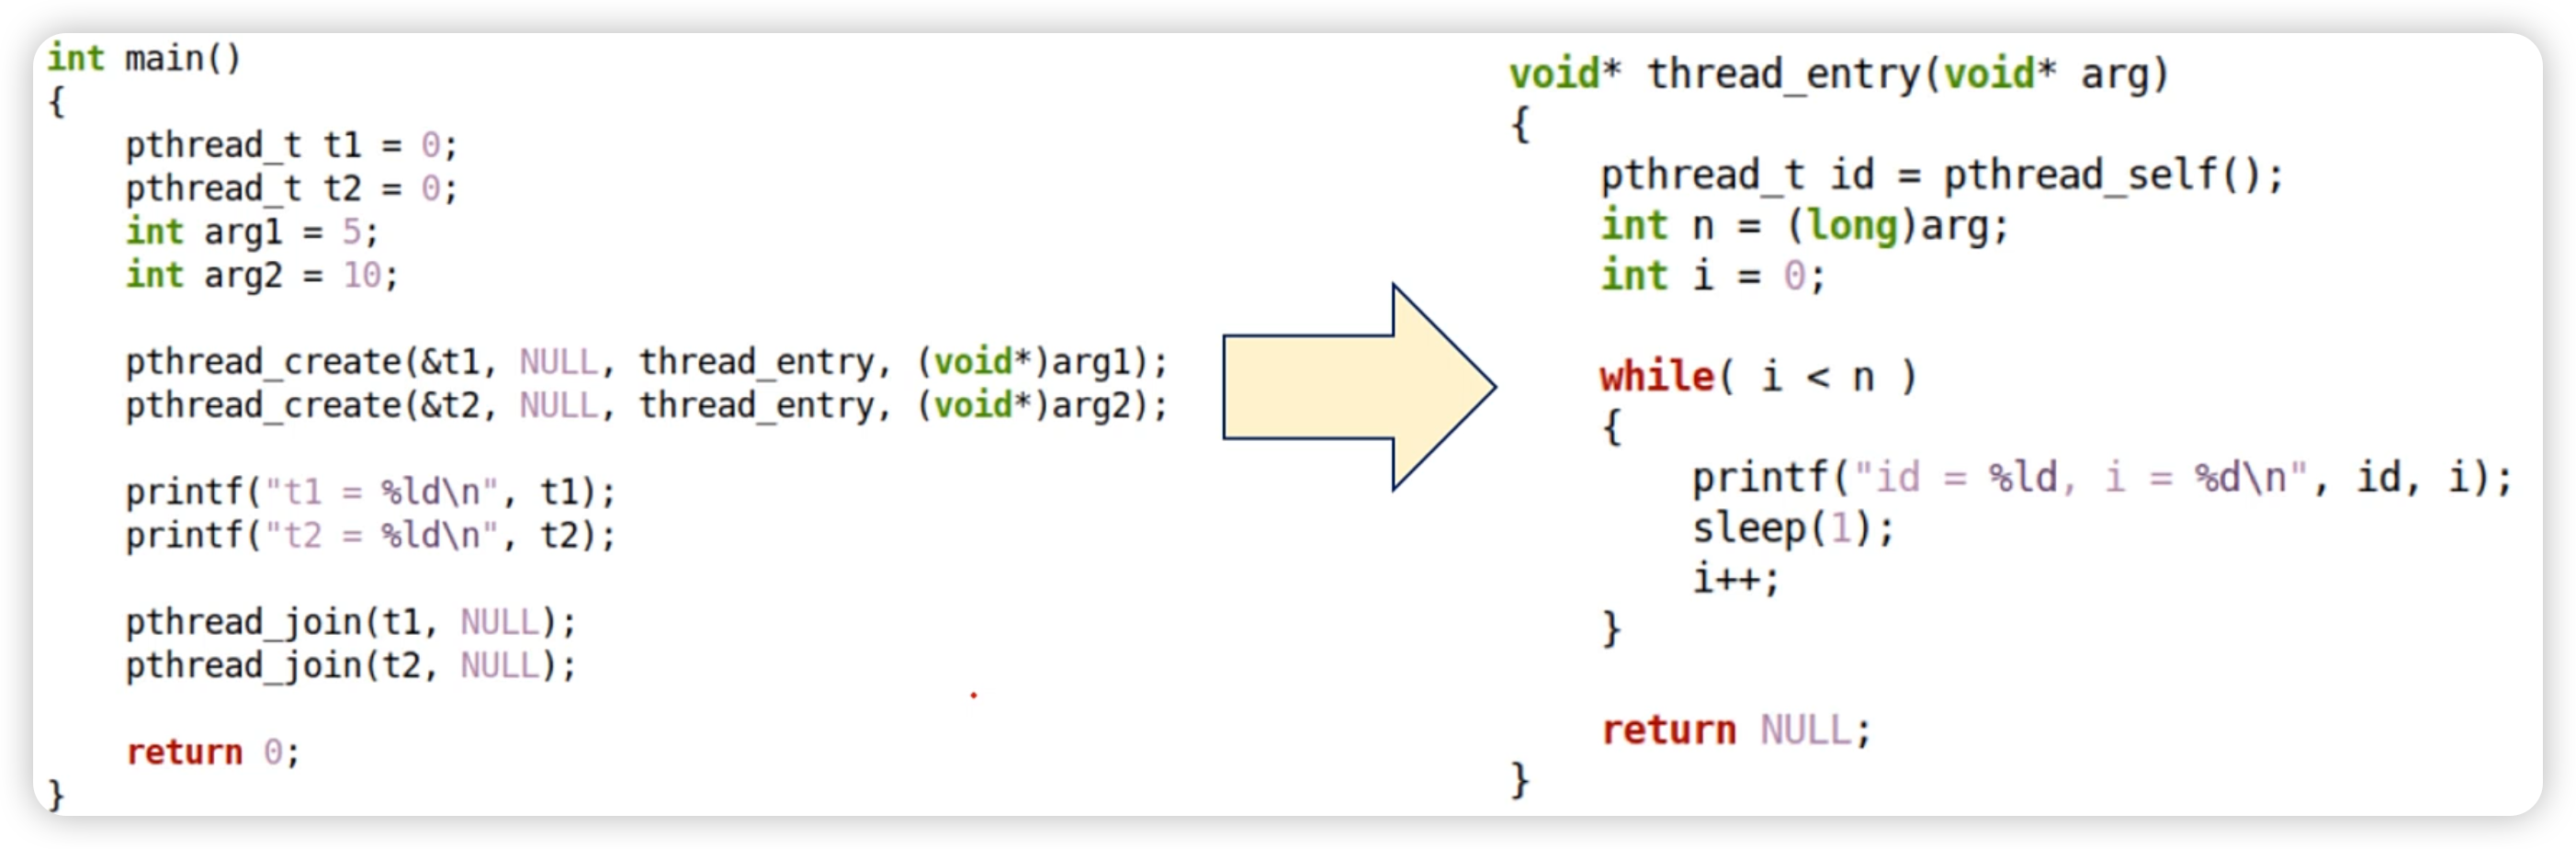 int main()
{
    pthread_t t1 = 0;
    pthread_t t2 = 0;
    int arg1 = 5;
    int arg2 = 10;
    pthread_create(&t1, NULL, thread_entry, (void*)arg1);
    pthread_create(&t2, NULL, thread_entry, (void*)arg2);
    printf("t1 = %ld\n", t1);
    printf("t2 = %ld\n", t2);
    pthread_join(t1, NULL);
    pthread_join(t2, NULL);
    return 0;
}
void* thread_entry(void* arg)
{
    pthread_t id = pthread_self();
    int n = (long)arg;
    int i = 0;
    while( i < n )
    {
        printf("id = %ld, i = %d\n", id, i);
        sleep(1);
        i++;
    }
    return NULL;
}